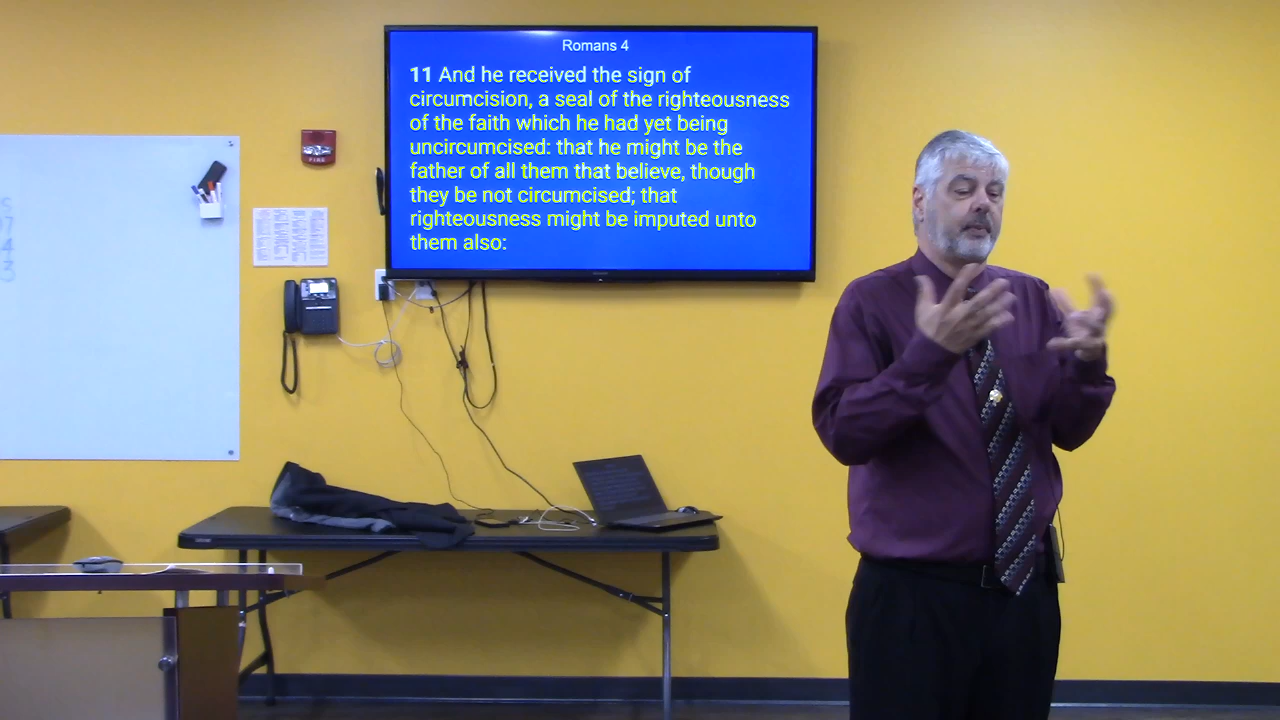 Romans 4
11 And he received the sign of
circumcision, a seal of the righteousness
of the faith which he had yet being
uncircumcised: that he might be the
father of all them that believe, though
they be not circumcised; that
righteousness might be imputed unto
them also:
FIRE